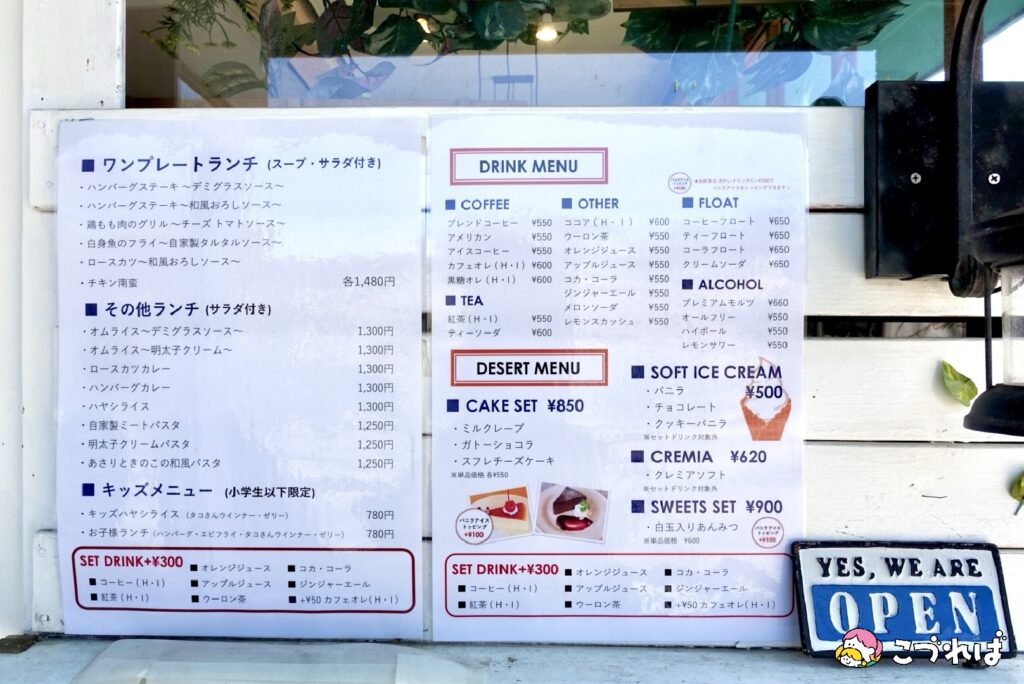 ■ ワンプレートランチ (スープ・サラダ付き)
・ハンバーグステーキ ～デミグラスソース～
・ハンバーグステーキ～和風おろしソース～
・鶏もも肉のグリル～チーズ トマトソース～
・白身魚のフライ～自家製タルタルソース～
・ロースカツ～和風おろしソース～
・チキン南蛮 各1,480円
■ その他ランチ (サラダ付き)
・オムライス～デミグラスソース～ 1,300円
・オムライス～明太子クリーム～ 1,300円
・ロースカツカレー 1,300円
・ハンバーグカレー 1,300円
・ハヤシライス 1,300円
・自家製ミートパスタ 1,250円
・明太子クリームパスタ 1,250円
・あさりときのこの和風パスタ 1,250円
■ キッズメニュー (小学生以下限定)
・キッズハヤシライス (タコさんウインナー・ゼリー) 780円
・お子様ランチ (ハンバーグ・エビフライ・タコさんウインナー・ゼリー) 780円
SET DRINK+¥300
■ コーヒー(H・I) ■ オレンジジュース ■ コカ・コーラ
■ 紅茶(H・I) ■ アップルジュース ■ ジンジャーエール
■ ウーロン茶 ■ +¥50 カフェオレ(H・I)
DRINK MENU
バニラアイス
トッピング
+¥100
■ COFFEE
ブレンドコーヒー ¥550
アメリカン ¥550
アイスコーヒー ¥550
カフェオレ(H・I) ¥600
黒糖オレ(H・I) ¥600
■ TEA
紅茶(H・I) ¥550
ティーソーダ ¥600
■ OTHER
ココア(H・I) ¥600
ウーロン茶 ¥550
オレンジジュース ¥550
アップルジュース ¥550
コカ・コーラ ¥550
ジンジャーエール ¥550
メロンソーダ ¥550
レモンスカッシュ ¥550
■ FLOAT
コーヒーフロート ¥650
ティーフロート ¥650
コーラフロート ¥650
クリームソーダ ¥650
■ ALCOHOL
プレミアムモルツ ¥660
オールフリー ¥550
ハイボール ¥550
レモンサワー ¥550
DESERT MENU
■ CAKE SET ¥850
・ミルクレープ
・ガトーショコラ
・スフレチーズケーキ
※単品価格 各¥550
バニラアイス
トッピング
+¥100
■ SOFT ICE CREAM
¥500
・バニラ
・チョコレート
・クッキーバニラ
※セットドリンク対象外
■ CREMIA ¥620
・クレミアソフト
※セットドリンク対象外
■ SWEETS SET ¥900
・白玉入りあんみつ
※単品価格 ¥600
バニラアイス
トッピング
+¥100
SET DRINK+¥300
■ コーヒー(H・I) ■ オレンジジュース ■ コカ・コーラ
■ 紅茶(H・I) ■ アップルジュース ■ ジンジャーエール
■ ウーロン茶 ■ +¥50 カフェオレ(H・I)
YES, WE ARE
OPEN
こづれば